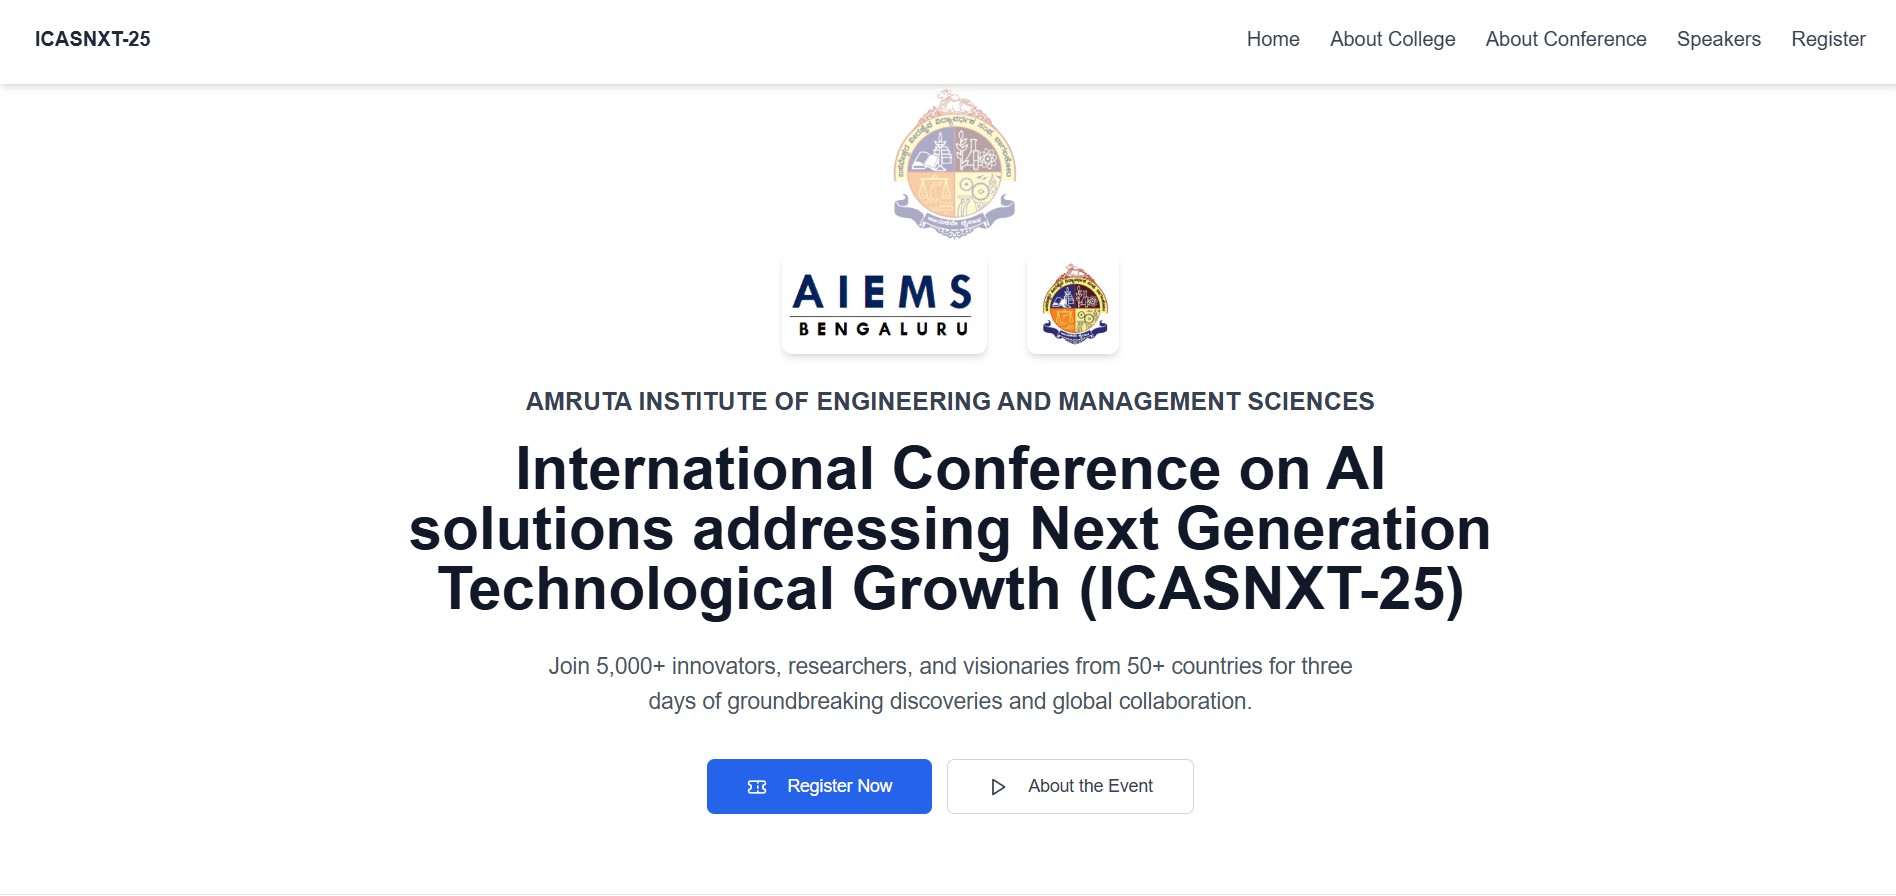 ICASNXT-25
Home About College About Conference Speakers Register
AIEMS
BENGALURU
AMRUTA INSTITUTE OF ENGINEERING AND MANAGEMENT SCIENCES
International Conference on AI
solutions addressing Next Generation
Technological Growth (ICASNXT-25)
Join 5,000+ innovators, researchers, and visionaries from 50+ countries for three
days of groundbreaking discoveries and global collaboration.
Register Now
About the Event